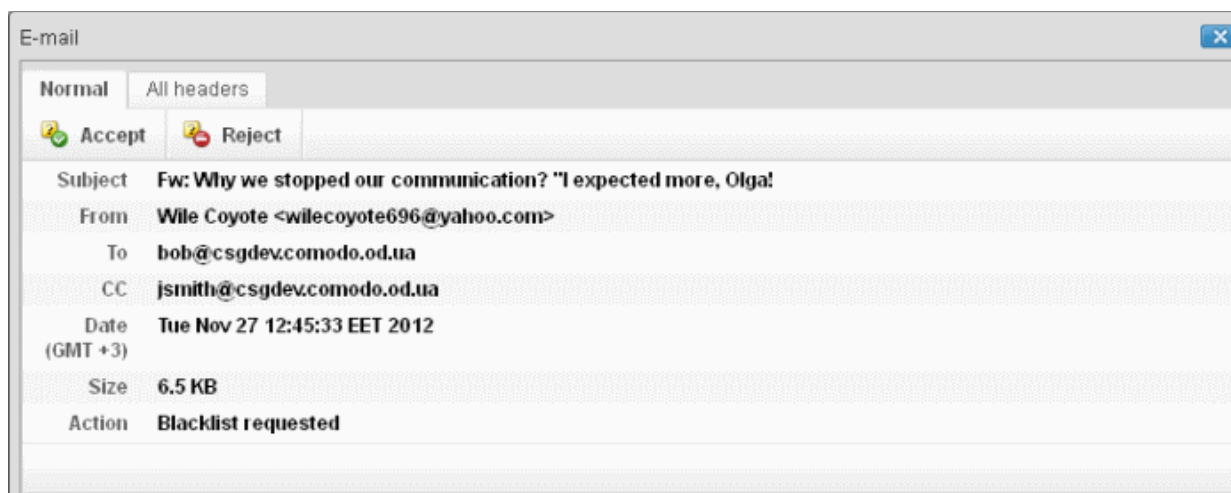 E-mail
Normal All headers
Accept Reject
Subject Fw: Why we stopped our communication? "I expected more, Olga!
From Wile Coyote <wilecoyote696@yahoo.com>
To bob@csgdev.comodo.od.ua
CC jsmith@csgdev.comodo.od.ua
Date Tue Nov 27 12:45:33 EET 2012
(GMT +3)
Size 6.5 KB
Action Blacklist requested